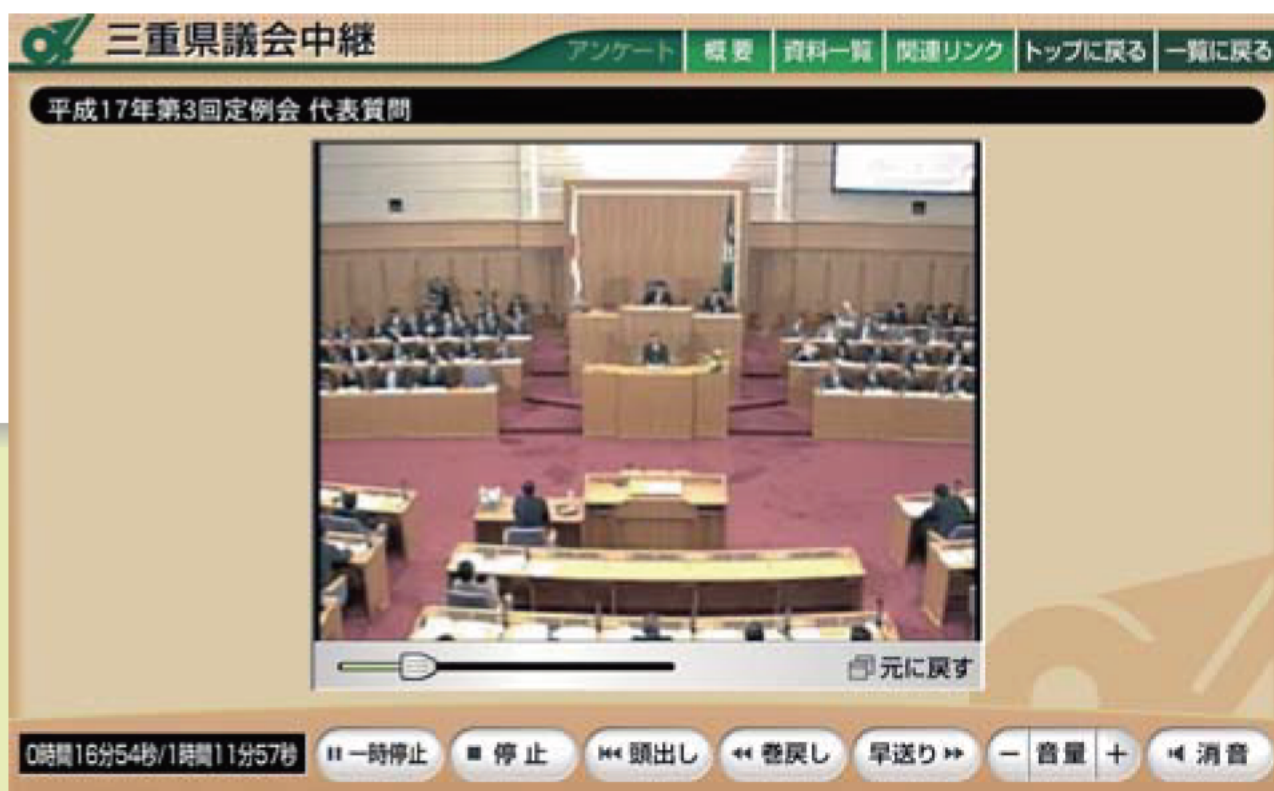 三重県議会中継
アンケート 概要 資料一覧 関連リンク トップに戻る 一覧に戻る
平成17年第3回定例会 代表質問
元に戻す
0時間16分54秒/1時間11分57秒 一時停止 停止 頭出し 巻戻し 早送り － 音量 ＋ 消音